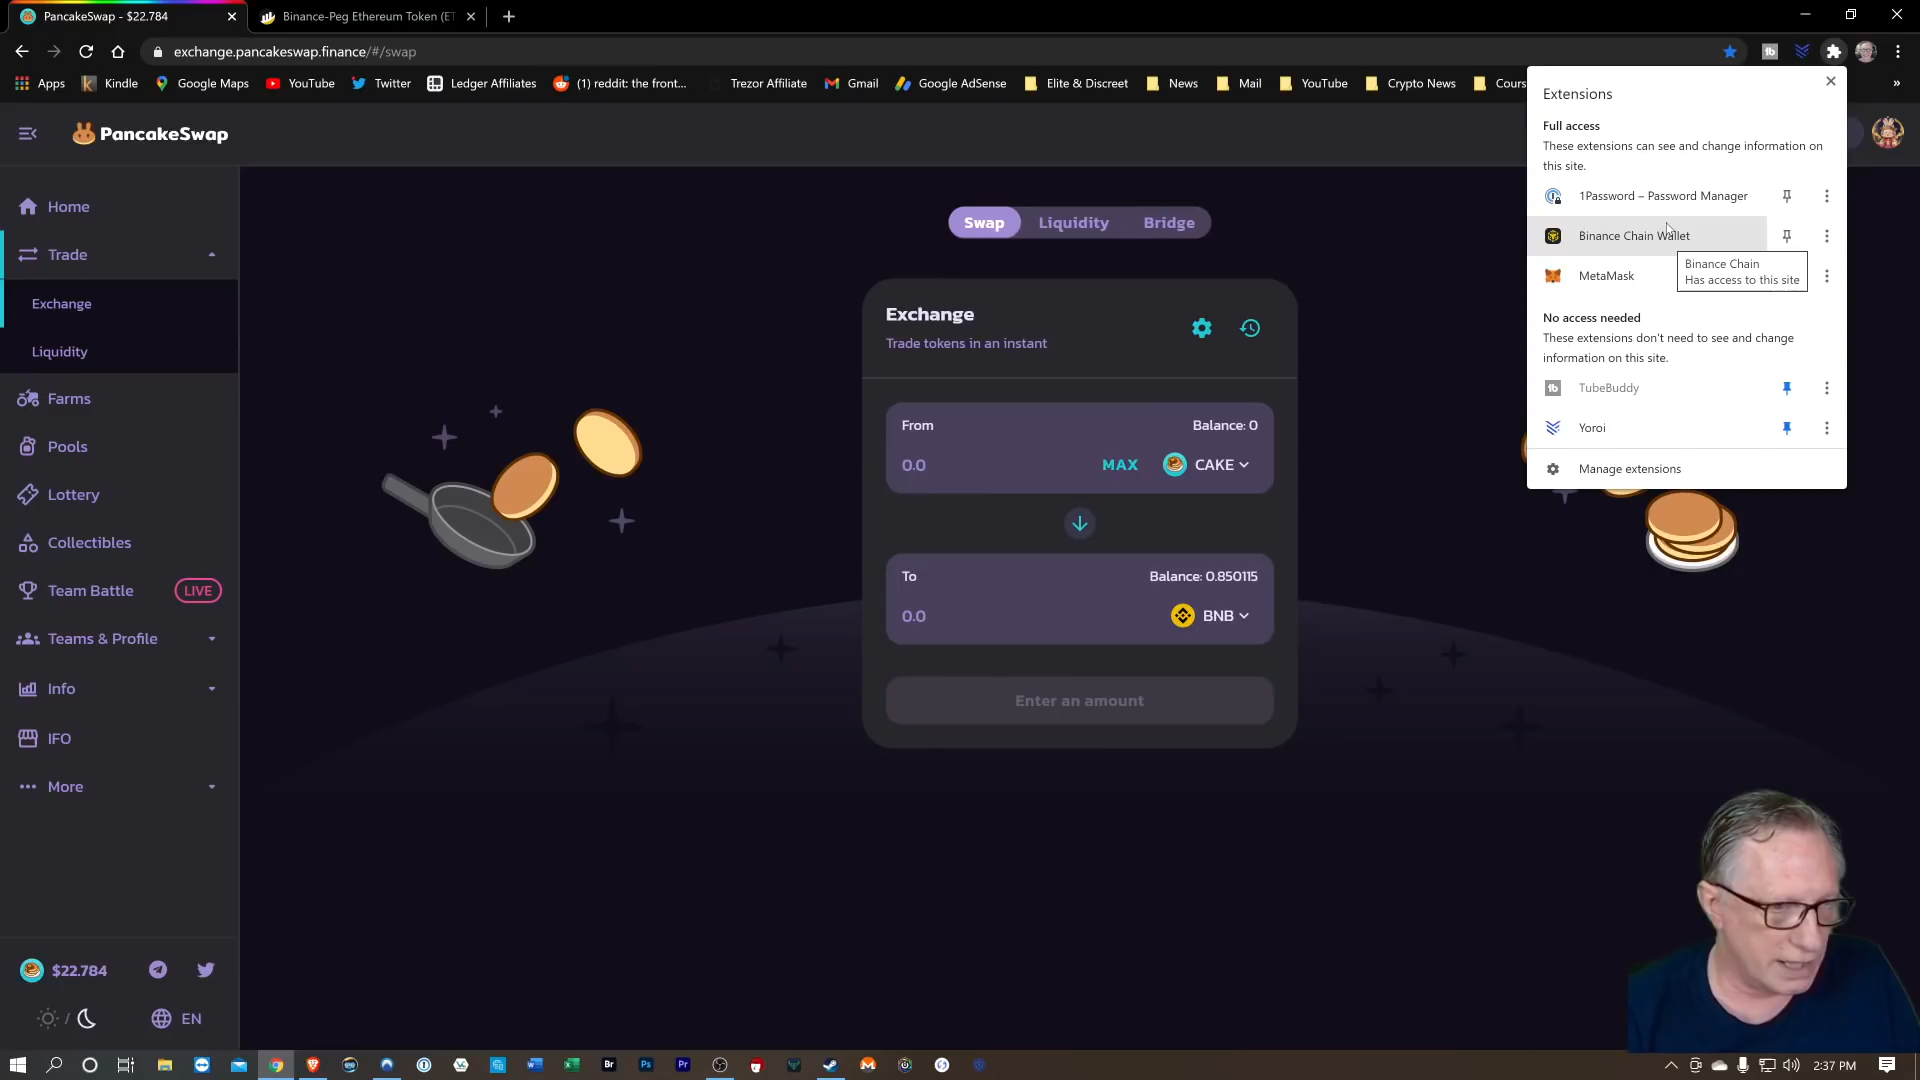 PancakeSwap - $22.784
Binance-Peg Ethereum Token (ET
exchange.pancakeswap.finance/#/swap
Apps
Kindle
Google Maps
YouTube
Twitter
Ledger Affiliates
(1) reddit: the front...
Trezor Affiliate
Gmail
Google AdSense
Elite & Discreet
News
Mail
YouTube
Crypto News
Cours
»
PancakeSwap
Home
Trade
Exchange
Liquidity
Farms
Pools
Lottery
Collectibles
Team Battle
LIVE
Teams & Profile
Info
IFO
More
$22.784
/
EN
Swap
Liquidity
Bridge
Exchange
Trade tokens in an instant
From
Balance: 0
0.0
MAX
CAKE
To
Balance: 0.850115
0.0
BNB
Enter an amount
Extensions
Full access
These extensions can see and change information on
this site.
1Password – Password Manager
Binance Chain Wallet
Binance Chain
Has access to this site
MetaMask
No access needed
These extensions don't need to see and change
information on this site.
TubeBuddy
Yoroi
Manage extensions
2:37 PM